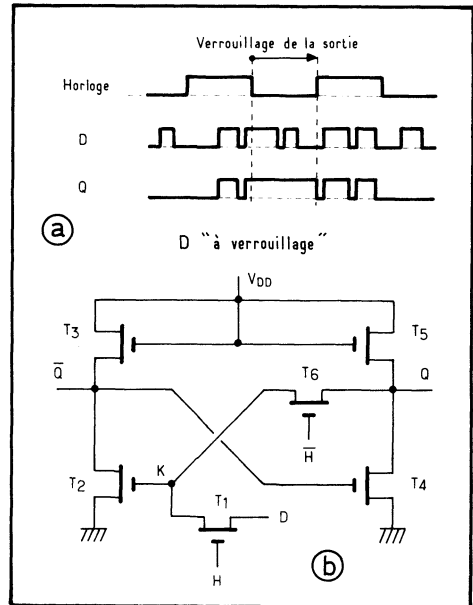 Verrouillage de la sortie
Horloge
D
Q
a
D "à verrouillage"
VDD
T3
T5
Q̅
T6
Q
H̅
T2
K
T4
T1
D
H
b